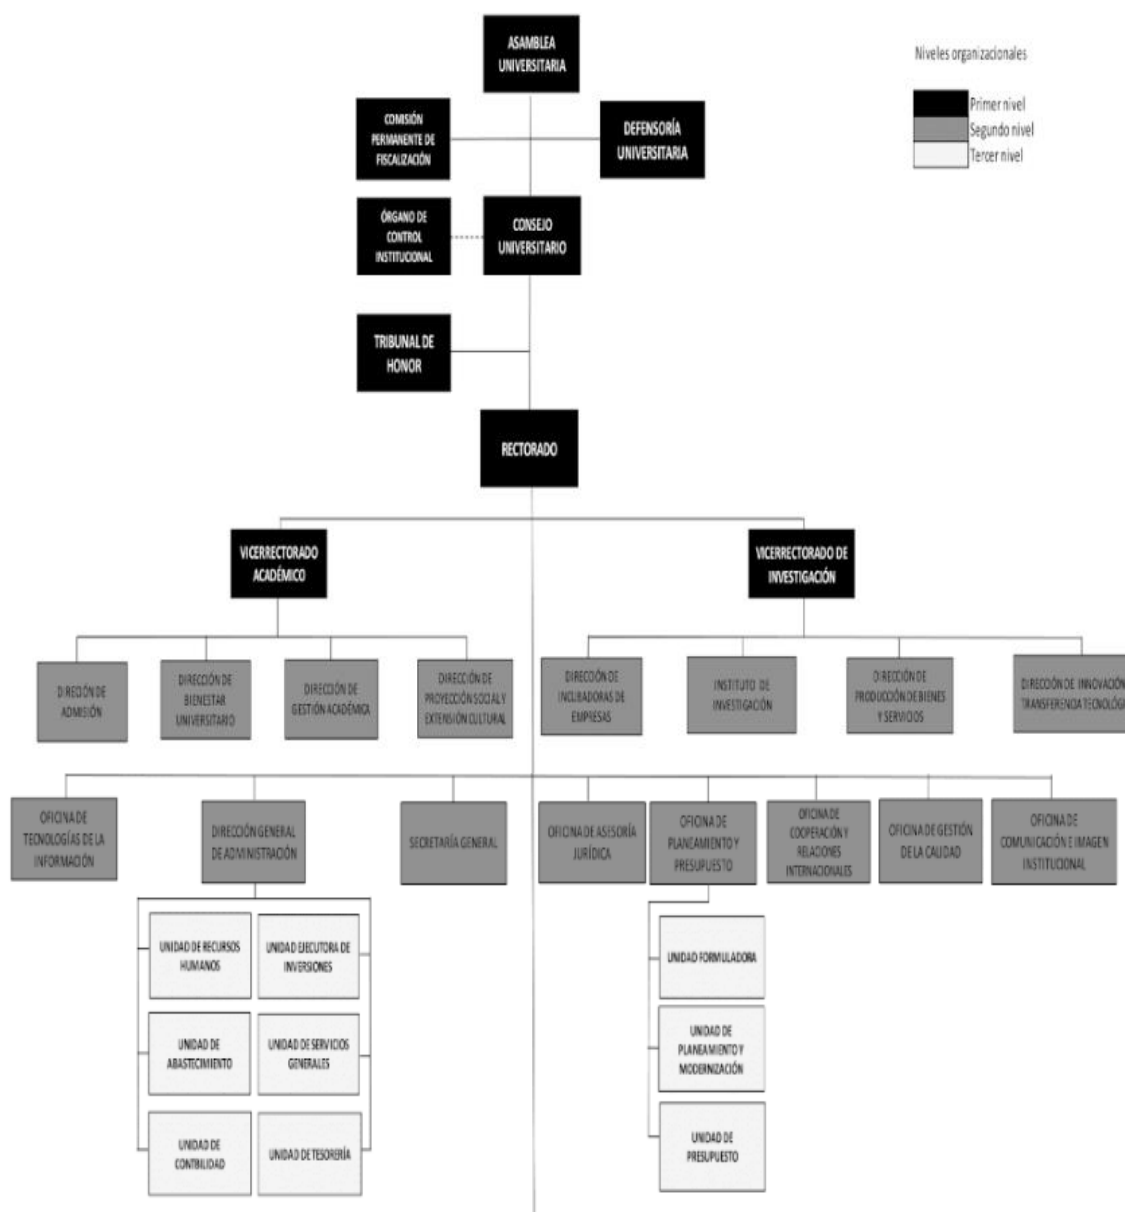 ASAMBLEA
UNIVERSITARIA
Niveles organizacionales
Primer nivel
Segundo nivel
Tercer nivel
COMISIÓN
PERMANENTE DE
FISCALIZACIÓN
DEFENSORÍA
UNIVERSITARIA
ÓRGANO DE
CONTROL
INSTITUCIONAL
CONSEJO
UNIVERSITARIO
TRIBUNAL DE
HONOR
RECTORADO
VICERRECTORADO
ACADÉMICO
VICERRECTORADO DE
INVESTIGACIÓN
DIRECIÓN DE
ADMISIÓN
DIRECCIÓN DE
BIENESTAR
UNIVERSITARIO
DIRECCIÓN DE
GESTIÓN ACADÉMICA
DIRECCIÓN DE
PROYECCIÓN SOCIAL Y
EXTENSIÓN CULTURAL
DIRECCIÓN DE
INCUBADORAS DE
EMPRESAS
INSTITUTO DE
INVESTIGACIÓN
DIRECCIÓN DE
PRODUCCIÓN DE BIENES
Y SERVICIOS
DIRECCIÓN DE INNOVACIÓN
TRANSFERENCIA TECNOLÓGI
OFICINA DE
TECNOLOGÍAS DE LA
INFORMACIÓN
DIRECCIÓN GENERAL
DE ADMINISTRACIÓN
SECRETARÍA GENERAL
OFICINA DE ASESORÍA
JURÍDICA
OFICINA DE
PLANEAMIENTO Y
PRESUPUESTO
OFICINA DE
COOPERACIÓN Y
RELACIONES
INTERNACIONALES
OFICINA DE GESTIÓN
DE LA CALIDAD
OFICINA DE
COMUNICACIÓN E IMAGEN
INSTITUCIONAL
UNIDAD DE RECURSOS
HUMANOS
UNIDAD EJECUTORA DE
INVERSIONES
UNIDAD FORMULADORA
UNIDAD DE
ABASTECIMIENTO
UNIDAD DE SERVICIOS
GENERALES
UNIDAD DE
PLANEAMIENTO Y
MODERNIZACIÓN
UNIDAD DE
CONTBILIDAD
UNIDAD DE TESORERÍA
UNIDAD DE
PRESUPUESTO